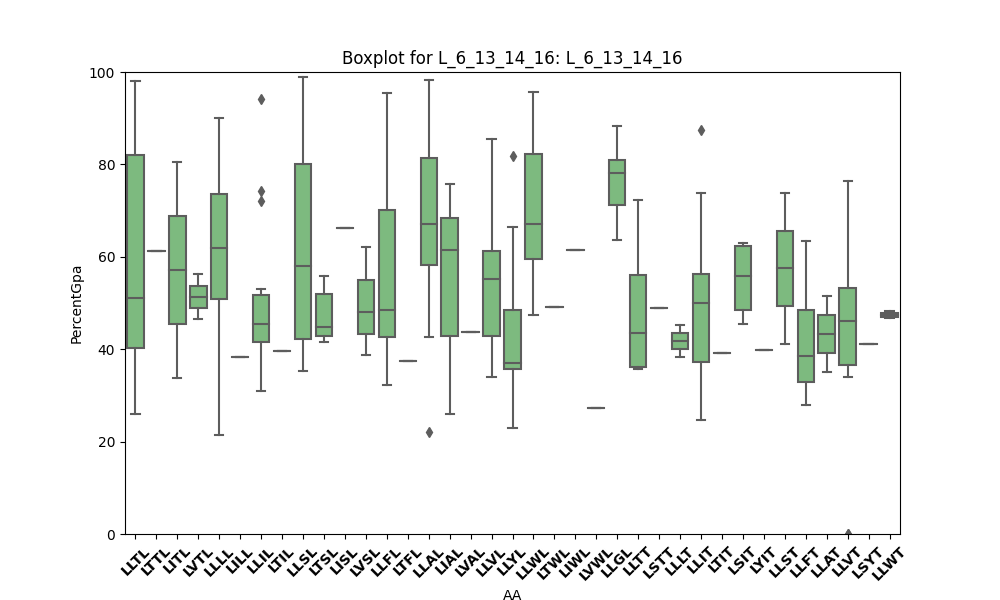 Boxplot for L_6_13_14_16: L_6_13_14_16
100
80
60
40
20
0
PercentGpa
LLTL
LTTL
LITL
LVTL
LLLL
LILL
LLIL
LTIL
LLSL
LTSL
LISL
LVSL
LLFL
LTFL
LLAL
LIAL
LVAL
LLVL
LLYL
LLWL
LTWL
LIWL
LVWL
LLGL
LLTT
LSTT
LLLT
LLIT
LTIT
LSIT
LYIT
LLST
LLFT
LLAT
LLVT
LSYT
LLWT
AA